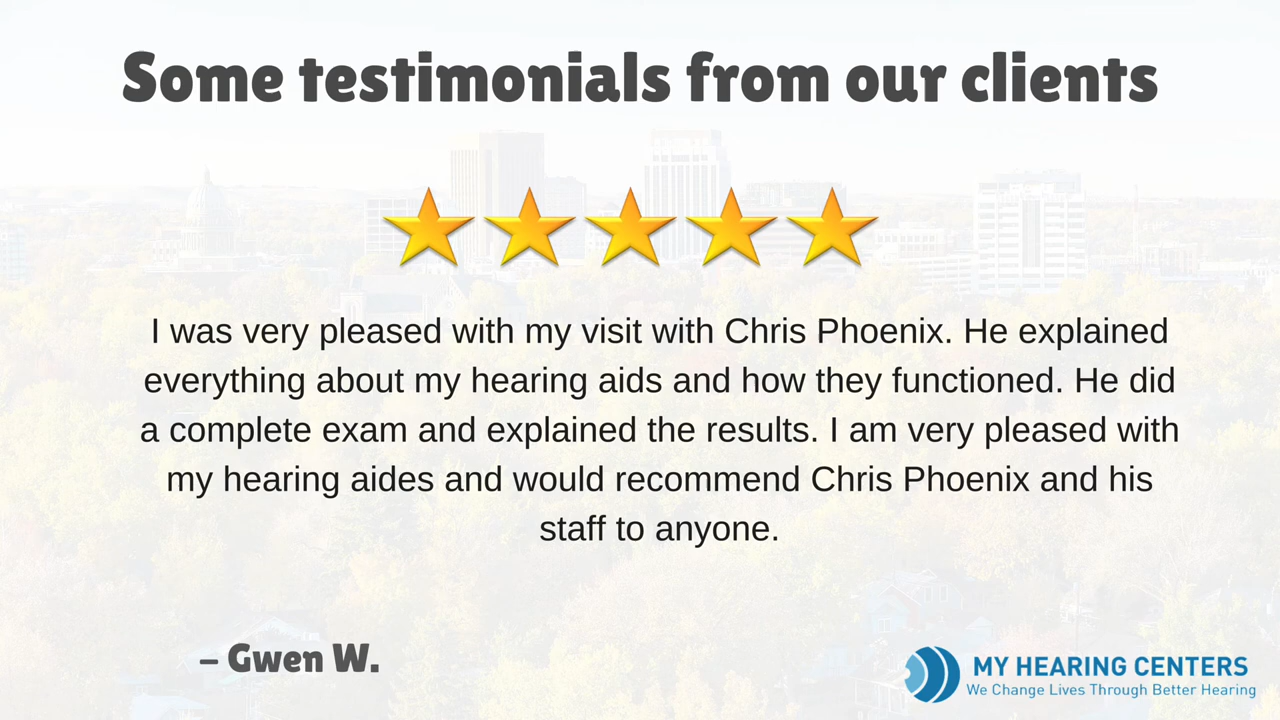 Some testimonials from our clients
I was very pleased with my visit with Chris Phoenix. He explained
everything about my hearing aids and how they functioned. He did
a complete exam and explained the results. I am very pleased with
my hearing aides and would recommend Chris Phoenix and his
staff to anyone.
– Gwen W.
MY HEARING CENTERS
We Change Lives Through Better Hearing